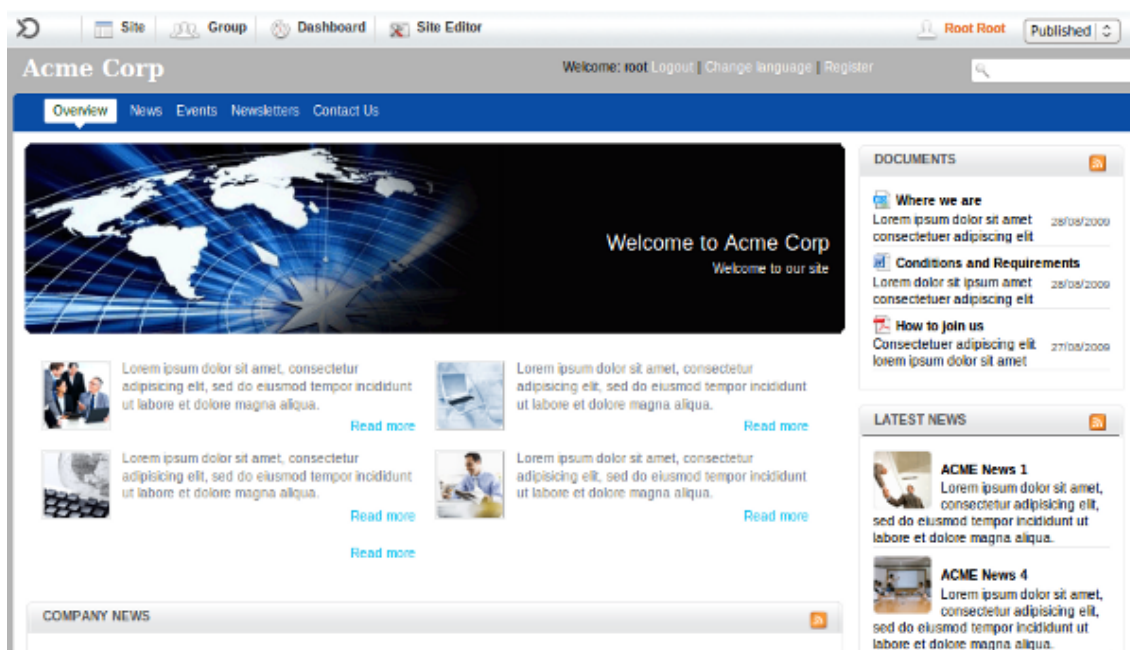 Site Group Dashboard Site Editor Root Root Published
Acme Corp Welcome: root Logout | Change language | Register
Overview News Events Newsletters Contact Us
Welcome to Acme Corp
Welcome to our site
Lorem ipsum dolor sit amet, consectetur
adipisicing elit, sed do eiusmod tempor incididunt
ut labore et dolore magna aliqua.
Read more
Lorem ipsum dolor sit amet, consectetur
adipisicing elit, sed do eiusmod tempor incididunt
ut labore et dolore magna aliqua.
Read more
Lorem ipsum dolor sit amet, consectetur
adipisicing elit, sed do eiusmod tempor incididunt
ut labore et dolore magna aliqua.
Read more
Lorem ipsum dolor sit amet, consectetur
adipisicing elit, sed do eiusmod tempor incididunt
ut labore et dolore magna aliqua.
Read more
Read more
COMPANY NEWS
DOCUMENTS
Where we are
Lorem ipsum dolor sit amet 28/08/2009
consectetuer adipiscing elit
Conditions and Requirements
Lorem dolor sit ipsum amet 28/08/2009
consectetuer adipiscing elit
How to join us
Consectetuer adipiscing elit 27/08/2009
lorem ipsum dolor sit amet
LATEST NEWS
ACME News 1
Lorem ipsum dolor sit amet,
consectetur adipisicing elit,
sed do eiusmod tempor incididunt ut
labore et dolore magna aliqua.
ACME News 4
Lorem ipsum dolor sit amet,
consectetur adipisicing elit,
sed do eiusmod tempor incididunt ut
labore et dolore magna aliqua.